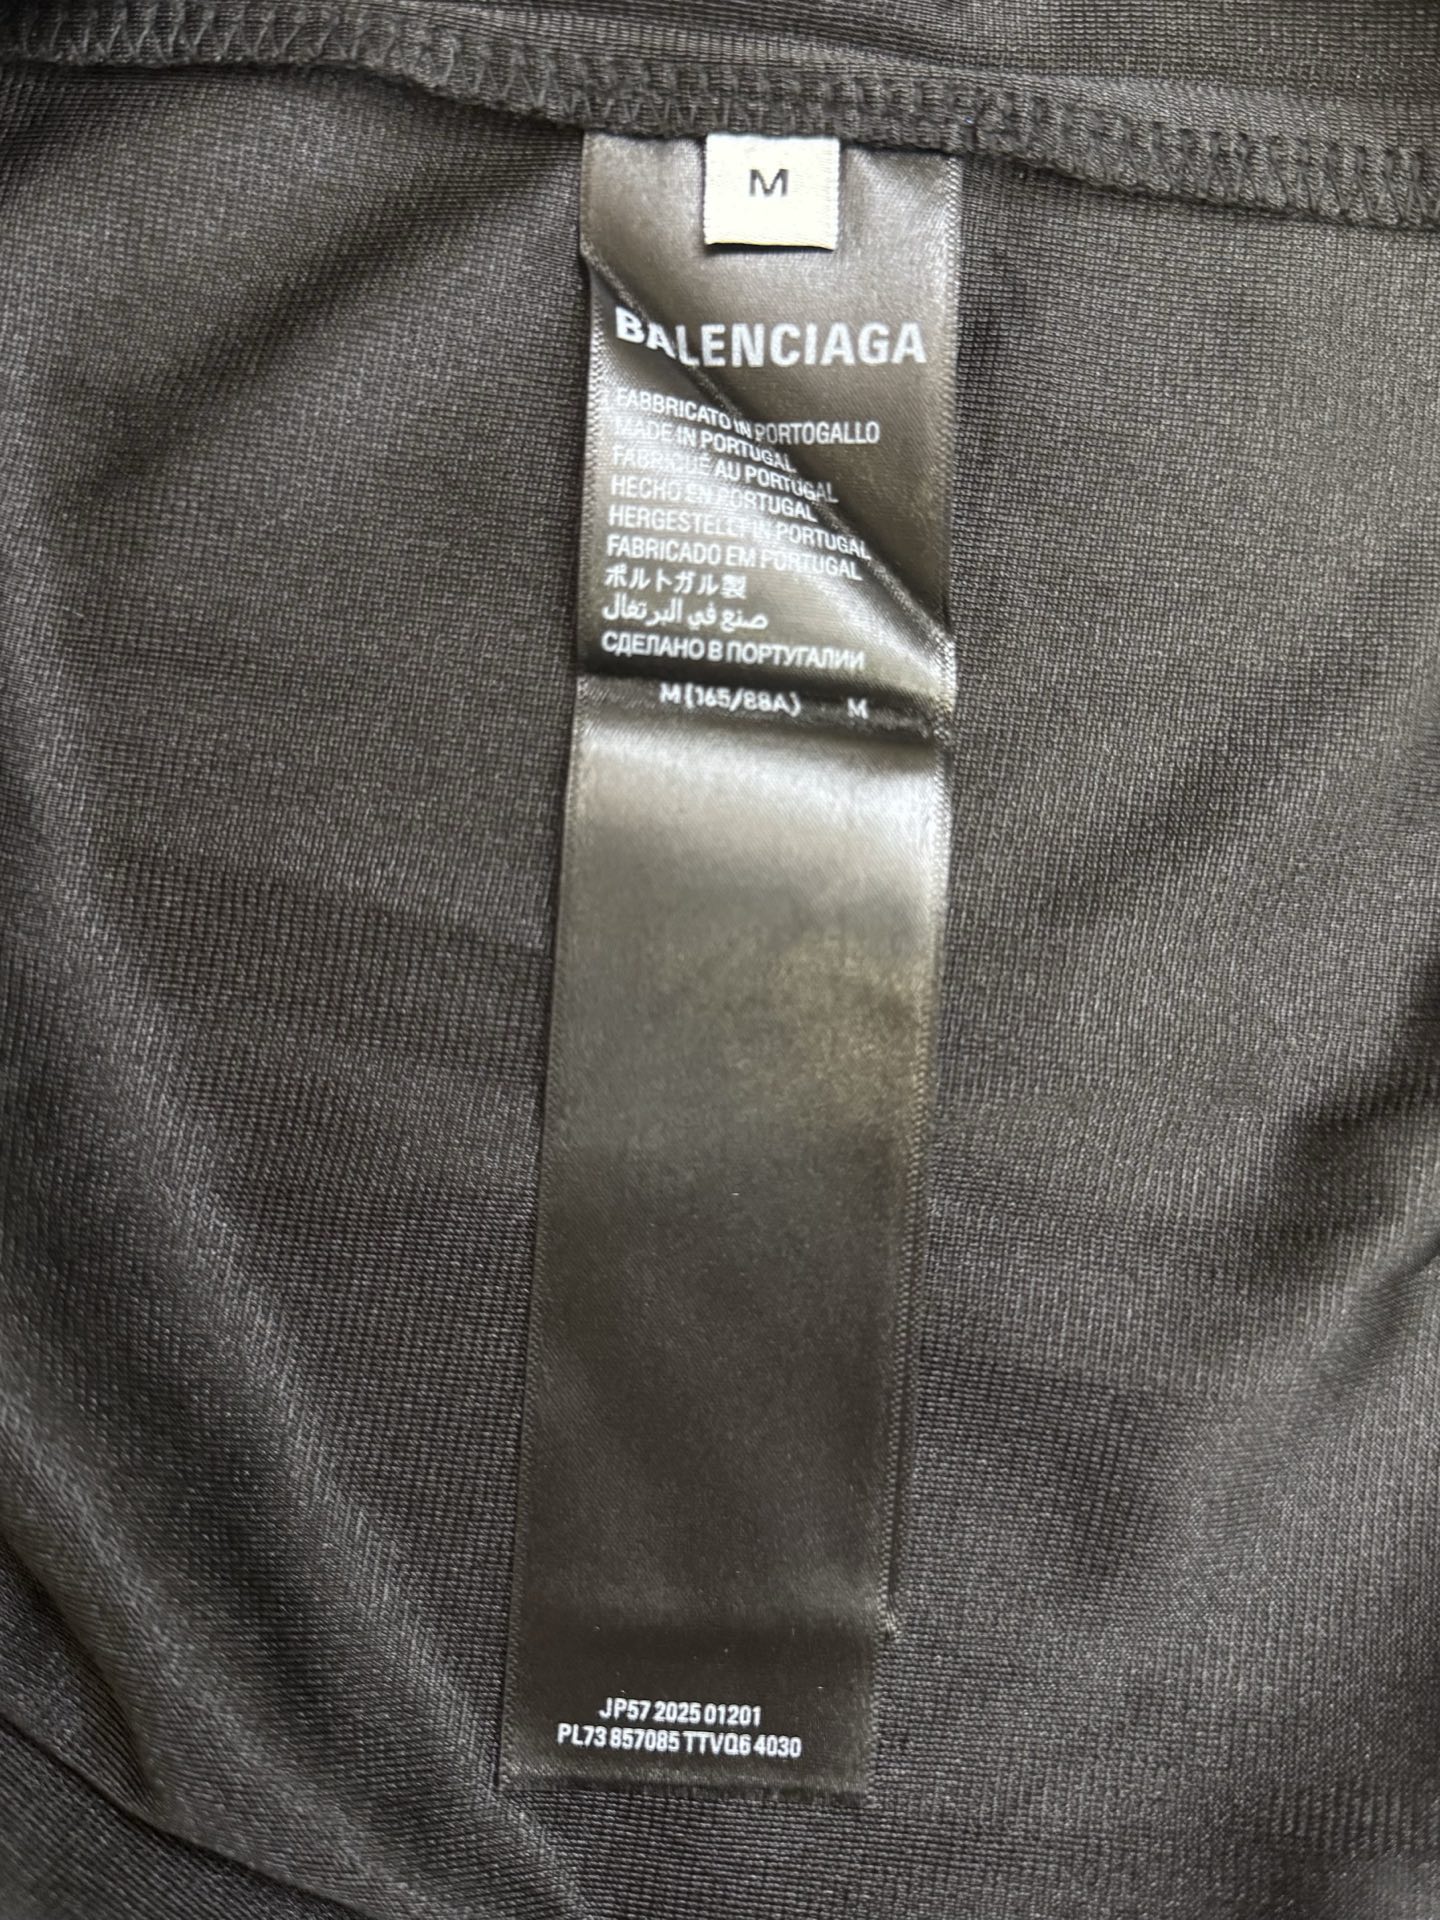 M
BALENCIAGA
FABBRICATO IN PORTOGALLO
MADE IN PORTUGAL
FABRIQUÉ AU PORTUGAL
HECHO EN PORTUGAL
HERGESTELLT IN PORTUGAL
FABRICADO EM PORTUGAL
ポルトガル製
صنع في البرتغال
СДЕЛАНО В ПОРТУГАЛИИ
M (165/88A) M
JP57 2025 01201
PL73 857085 TTVQ6 4030